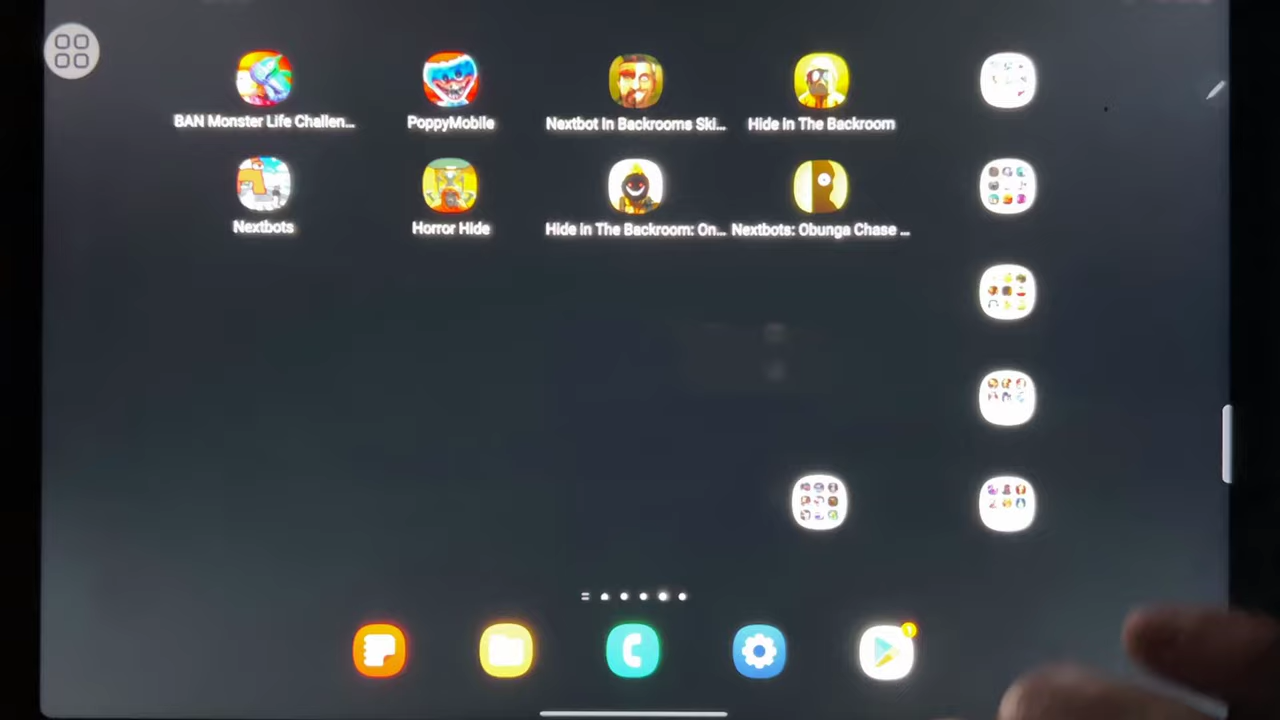 BAN Monster Life Challen...
PoppyMobile
Nextbot In Backrooms Ski...
Hide In The Backroom
Nextbots
Horror Hide
Hide In The Backroom: On...
Nextbots: Obunga Chase ...